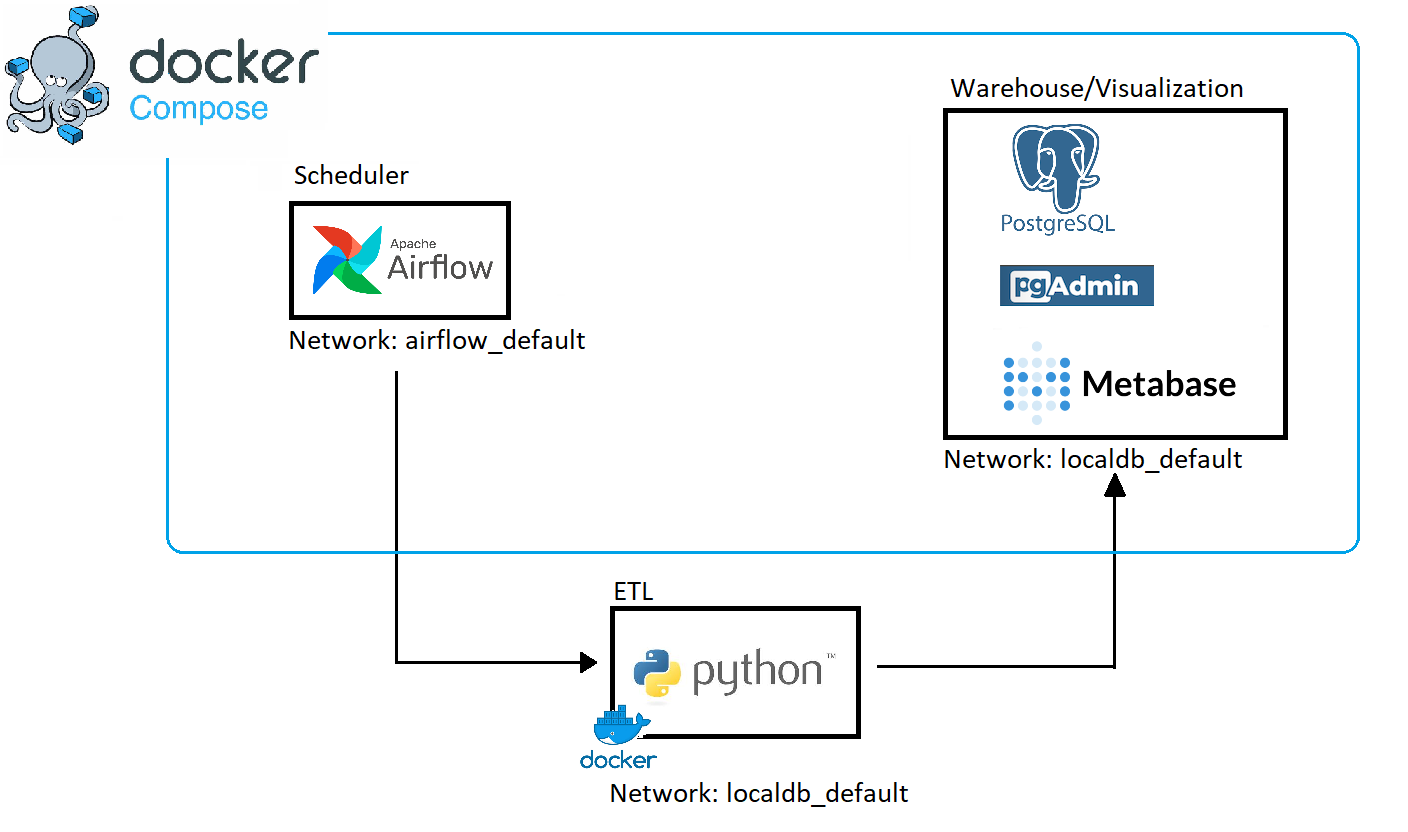 docker
Compose
Warehouse/Visualization
PostgreSQL
pgAdmin
Metabase
Network: localdb_default
Scheduler
Apache
Airflow
Network: airflow_default
ETL
python™
docker
Network: localdb_default